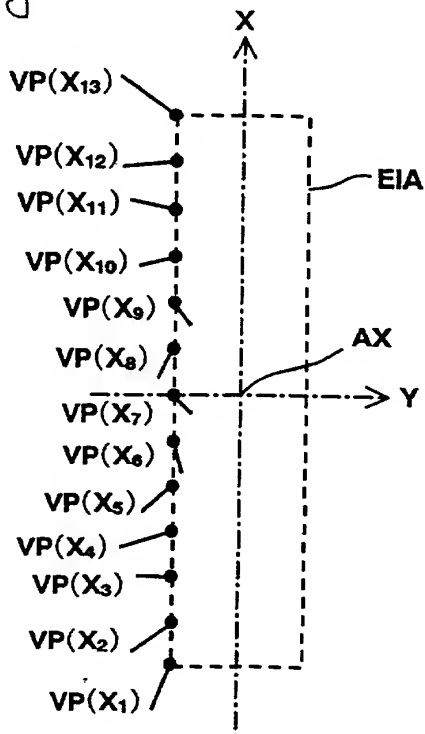 X
VP(X₁₃)
VP(X₁₂)
EIA
VP(X₁₁)
VP(X₁₀)
VP(X₉)
AX
VP(X₈)
Y
VP(X₇)
VP(X₆)
VP(X₅)
VP(X₄)
VP(X₃)
VP(X₂)
VP(X₁)